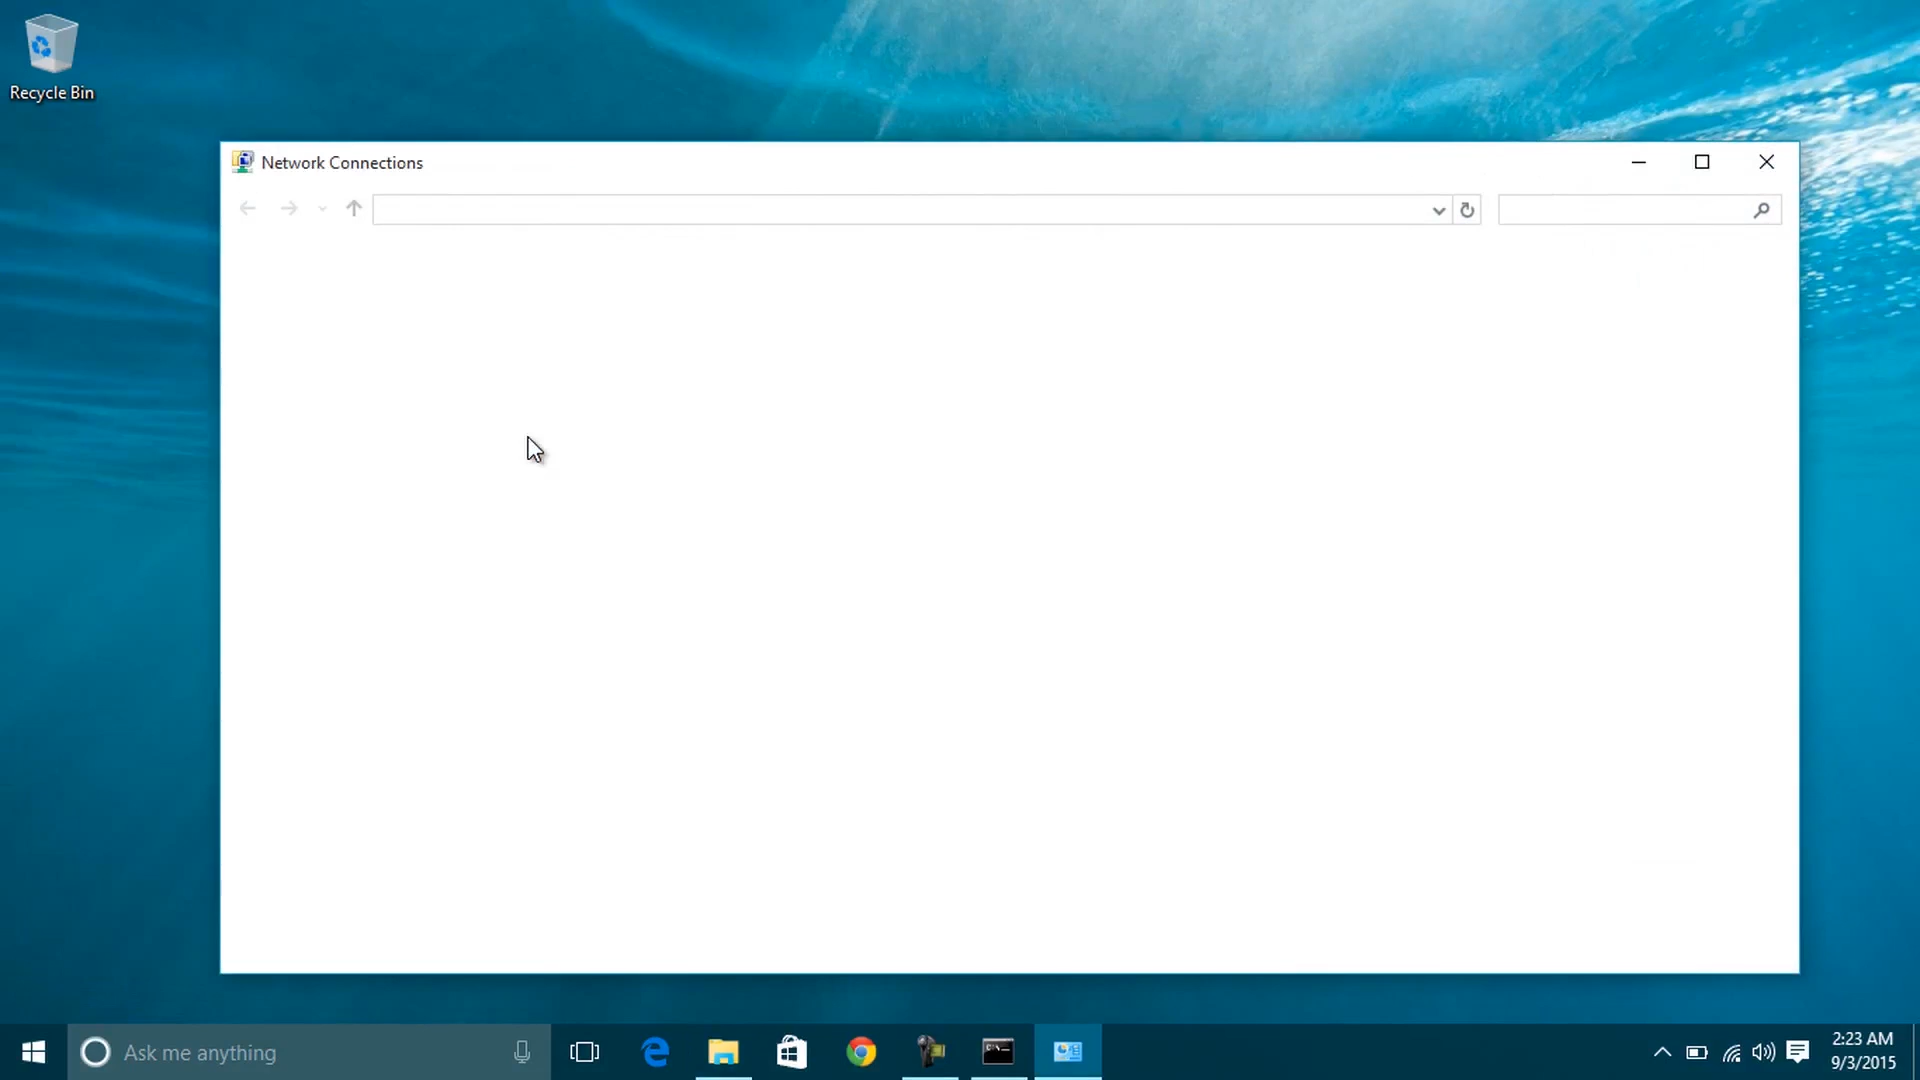 Recycle Bin
Network Connections
Ask me anything
2:23 AM
9/3/2015